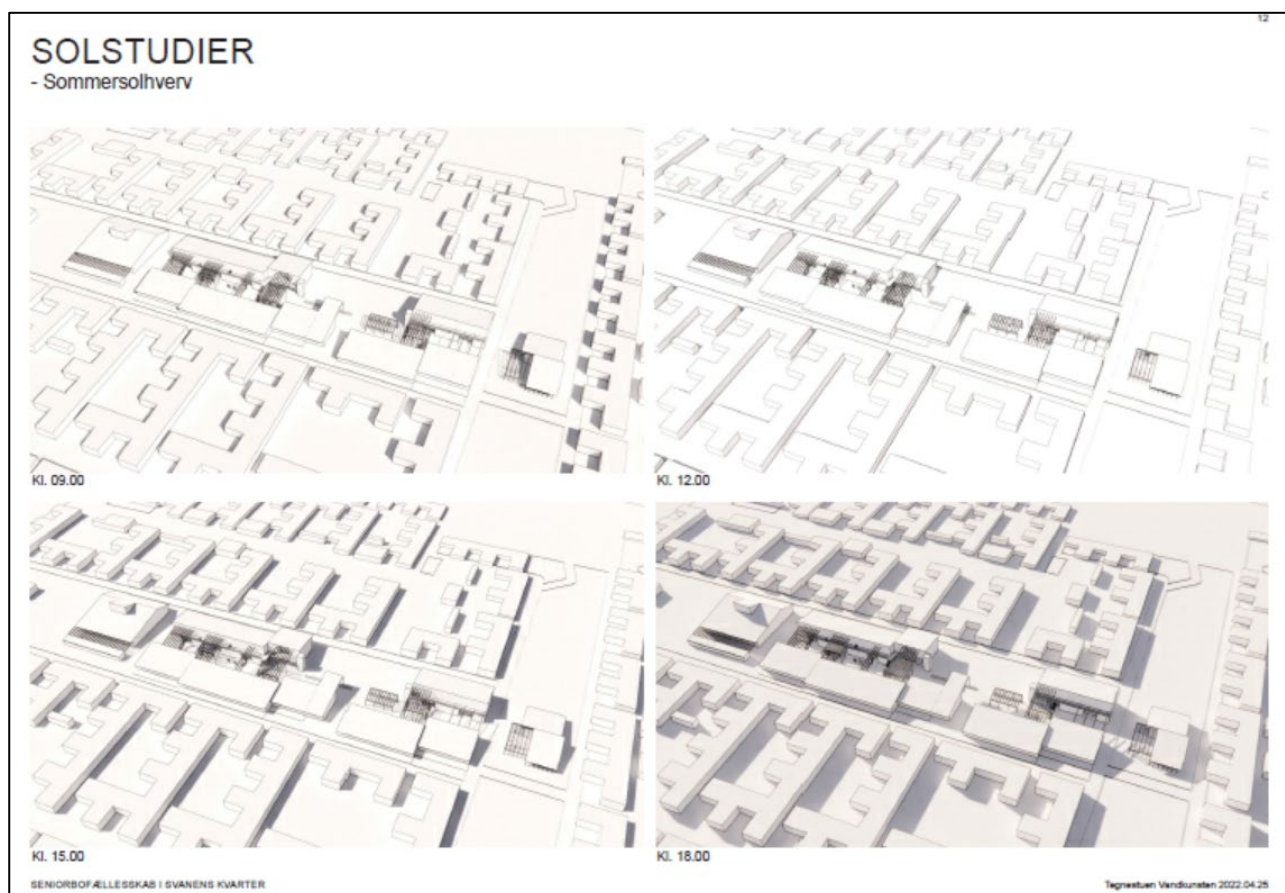 12
SOLSTUDIER
- Sommersolhverv
Kl. 09.00
Kl. 12.00
Kl. 15.00
Kl. 18.00
SENIORBOFÆLLESSKAB I SVANENS KVARTER
Tegnestuen Vandkunsten 2022.04.25